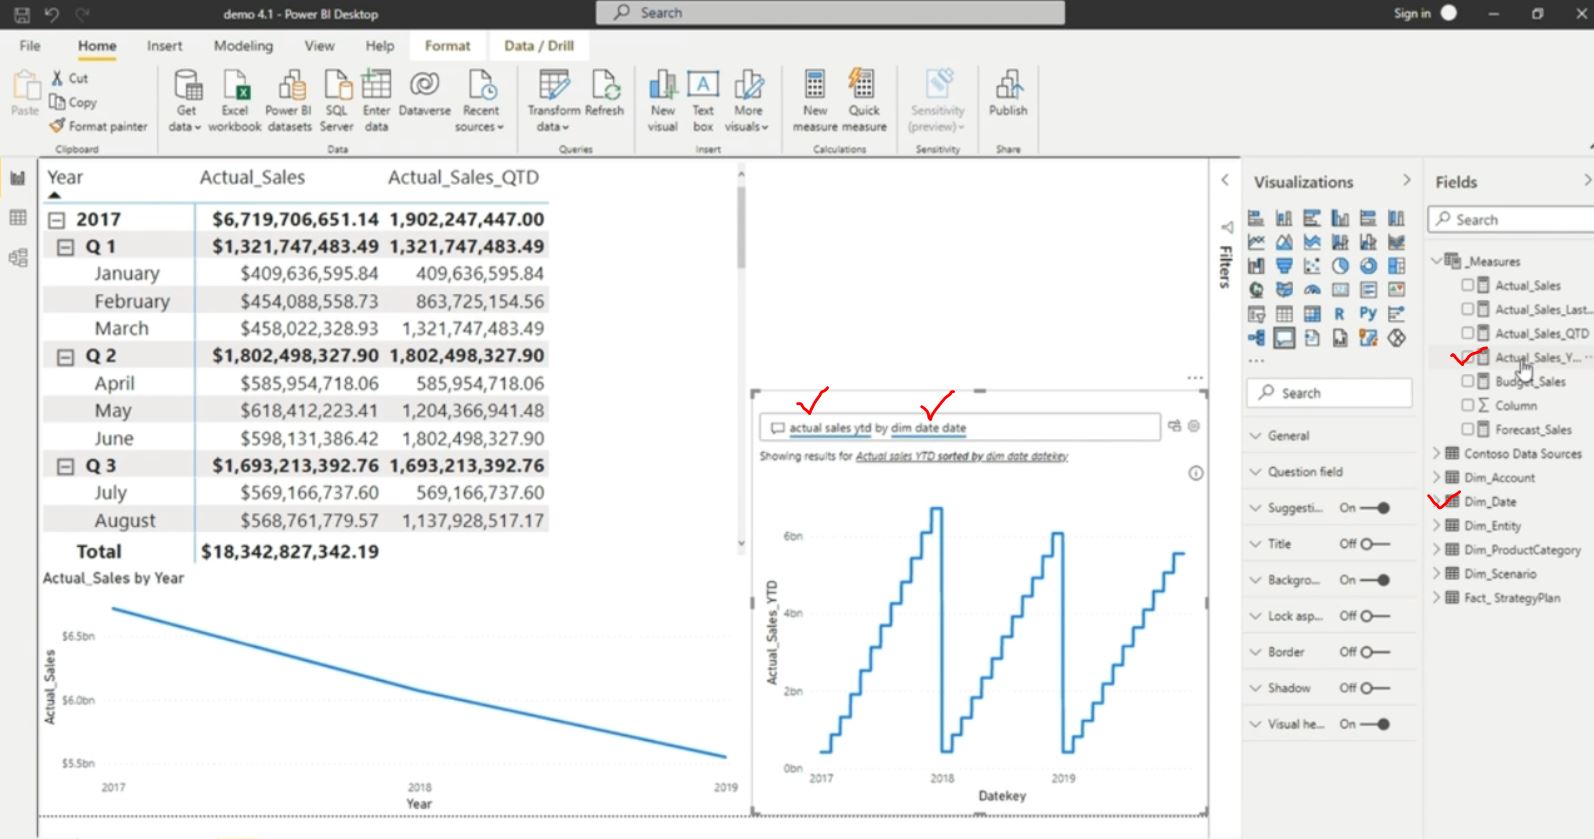 demo 4.1 - Power BI Desktop
Search
Sign in
File Home Insert Modeling View Help Format Data / Drill
Paste
Cut
Copy
Format painter
Clipboard
Get data
Excel workbook
Power BI datasets
SQL Server
Enter data
Dataverse
Recent sources
Data
Transform data
Refresh
Queries
New visual
Text box
More visuals
Insert
New measure
Quick measure
Calculations
Sensitivity (preview)
Sensitivity
Publish
Share
Year Actual_Sales Actual_Sales_QTD
2017 $6,719,706,651.14 1,902,247,447.00
Q 1 $1,321,747,483.49 1,321,747,483.49
January $409,636,595.84 409,636,595.84
February $454,088,558.73 863,725,154.56
March $458,022,328.93 1,321,747,483.49
Q 2 $1,802,498,327.90 1,802,498,327.90
April $585,954,718.06 585,954,718.06
May $618,412,223.41 1,204,366,941.48
June $598,131,386.42 1,802,498,327.90
Q 3 $1,693,213,392.76 1,693,213,392.76
July $569,166,737.60 569,166,737.60
August $568,761,779.57 1,137,928,517.17
Total $18,342,827,342.19
Actual_Sales by Year
Actual_Sales
$6.5bn
$6.0bn
$5.5bn
2017 2018 2019
Year
actual sales ytd by dim date date
Showing results for Actual sales YTD sorted by dim date datekey
Actual_Sales_YTD
6bn
4bn
2bn
0bn
2017 2018 2019
Datekey
Filters
Visualizations
R
Py
Search
General
Question field
Suggesti... On
Title Off
Backgro... On
Lock asp... Off
Border Off
Shadow Off
Visual he... On
Fields
Search
_Measures
Actual_Sales
Actual_Sales_Last...
Actual_Sales_QTD
Actual_Sales_Y...
Budget_Sales
Column
Forecast_Sales
Contoso Data Sources
Dim_Account
Dim_Date
Dim_Entity
Dim_ProductCategory
Dim_Scenario
Fact_ StrategyPlan